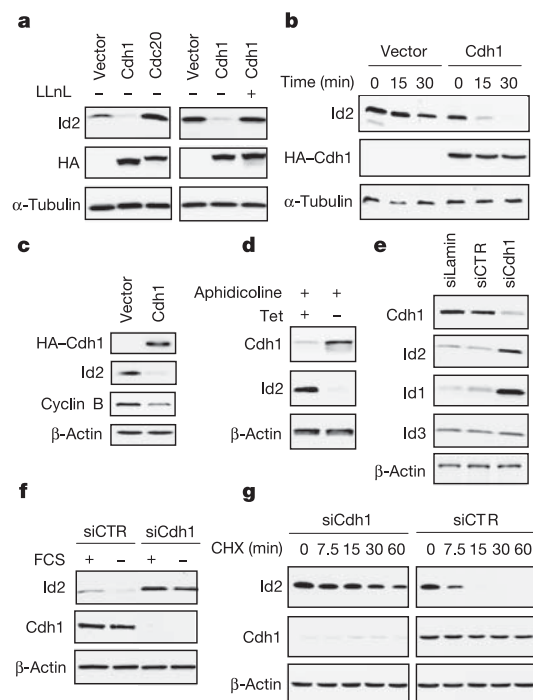 a
Vector
Cdh1
Cdc20
Vector
Cdh1
Cdh1
LLnL – – – – – +
Id2
HA
α-Tubulin
b
Vector Cdh1
Time (min) 0 15 30 0 15 30
Id2
HA–Cdh1
α-Tubulin
c
Vector
Cdh1
HA–Cdh1
Id2
Cyclin B
β-Actin
d
Aphidicoline + +
Tet + –
Cdh1
Id2
β-Actin
e
siLamin
siCTR
siCdh1
Cdh1
Id2
Id1
Id3
β-Actin
f
siCTR siCdh1
FCS + – + –
Id2
Cdh1
β-Actin
g
siCdh1 siCTR
CHX (min) 0 7.5 15 30 60 0 7.5 15 30 60
Id2
Cdh1
β-Actin